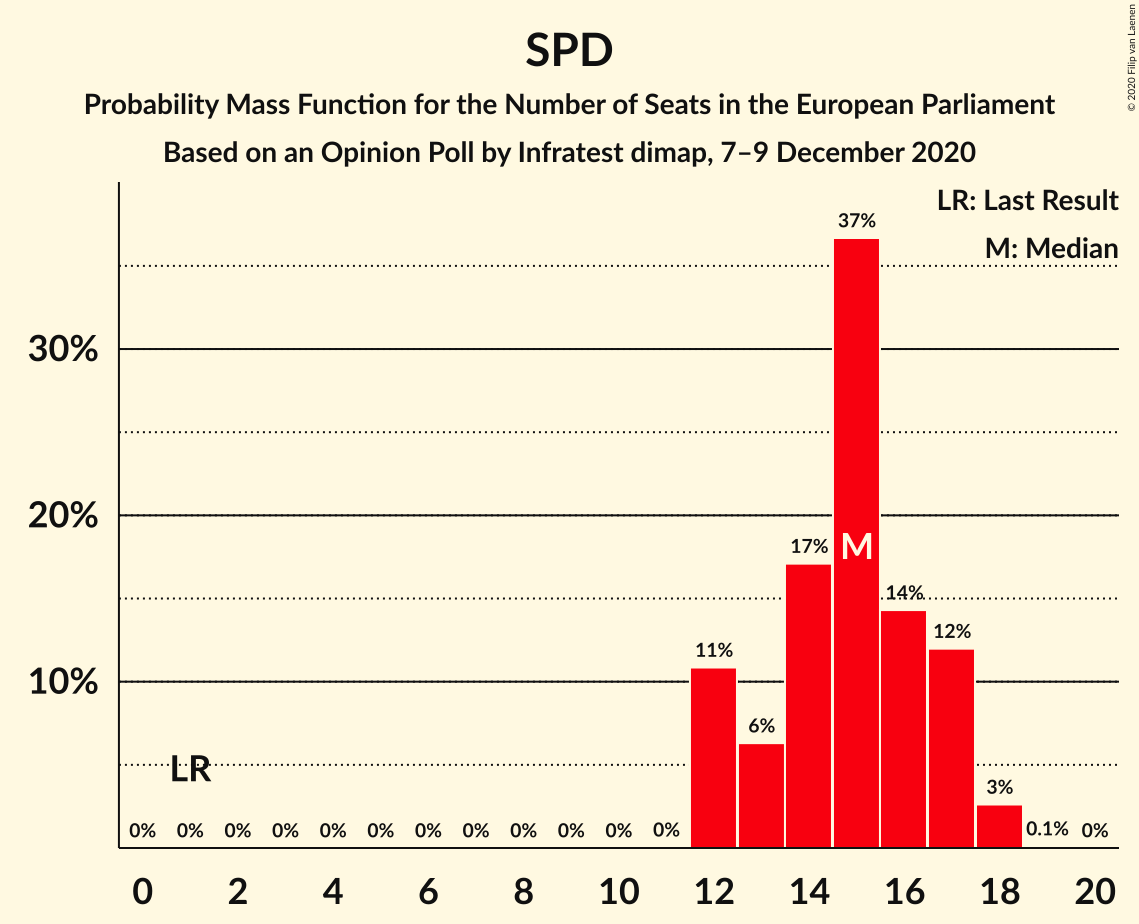 SPD
Probability Mass Function for the Number of Seats in the European Parliament
Based on an Opinion Poll by Infratest dimap, 7–9 December 2020
© 2020 Filip van Laenen
LR: Last Result
M: Median
37%
30%
20%
17%
M
14%
12%
11%
10%
6%
LR
3%
0% 0% 0% 0% 0% 0% 0% 0% 0% 0% 0% 0% 0.1% 0%
0 2 4 6 8 10 12 14 16 18 20